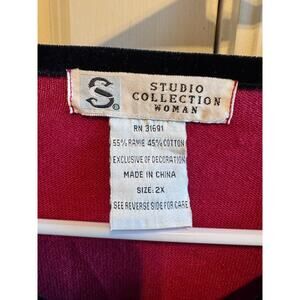 S®
STUDIO
COLLECTION
WOMAN
RN 31691
55% RAMIE 45% COTTON
EXCLUSIVE OF DECORATION
MADE IN CHINA
SIZE: 2X
SEE REVERSE SIDE FOR CARE